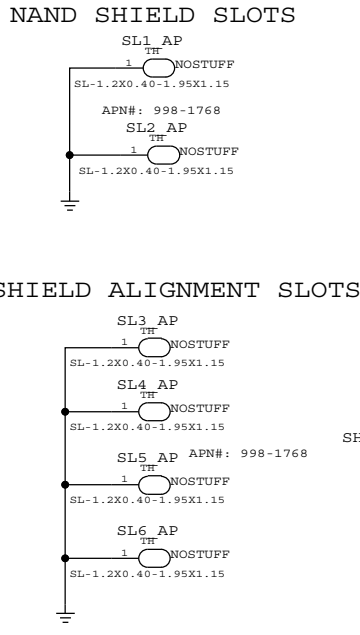 NAND SHIELD SLOTS
SL1_AP
TH
1
NOSTUFF
SL-1.2X0.40-1.95X1.15
APN#: 998-1768
SL2_AP
TH
1
NOSTUFF
SL-1.2X0.40-1.95X1.15
SHIELD ALIGNMENT SLOTS
SL3_AP
TH
1
NOSTUFF
SL-1.2X0.40-1.95X1.15
SL4_AP
TH
1
NOSTUFF
SL-1.2X0.40-1.95X1.15
SH
SL5_AP
APN#: 998-1768
TH
1
NOSTUFF
SL-1.2X0.40-1.95X1.15
SL6_AP
TH
1
NOSTUFF
SL-1.2X0.40-1.95X1.15